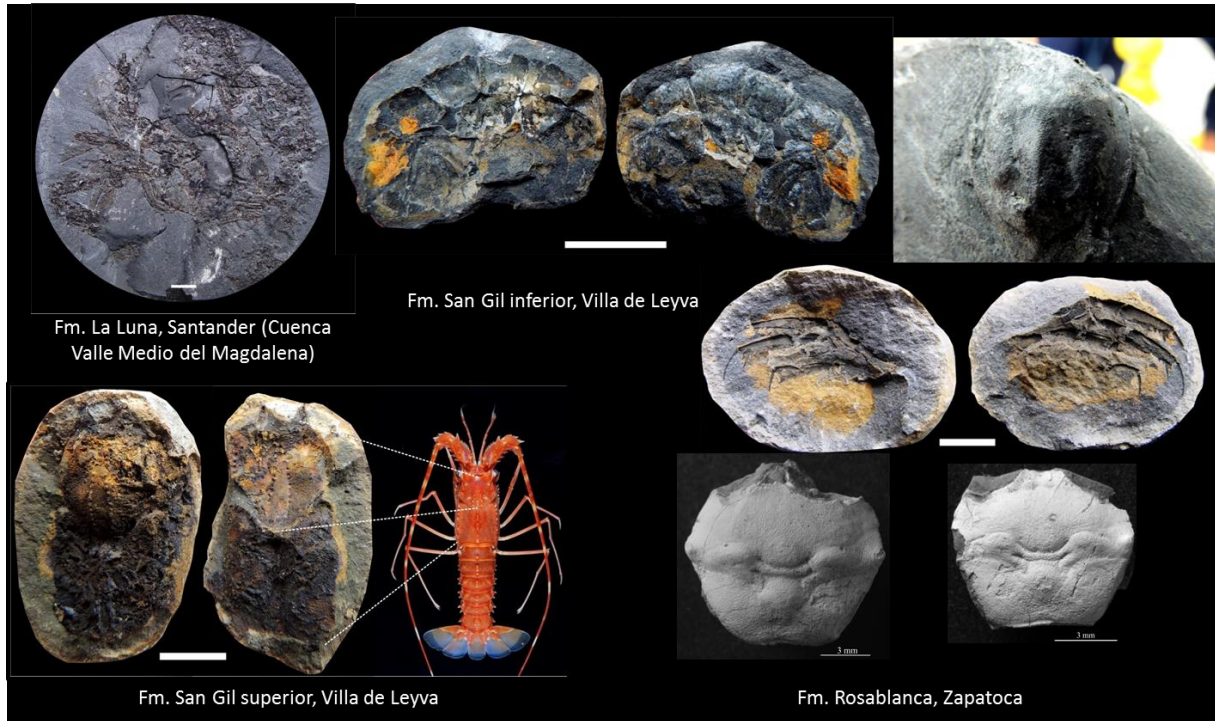 Fm. La Luna, Santander (Cuenca
Valle Medio del Magdalena)
Fm. San Gil inferior, Villa de Leyva
Fm. San Gil superior, Villa de Leyva
3 mm
3 mm
Fm. Rosablanca, Zapatoca